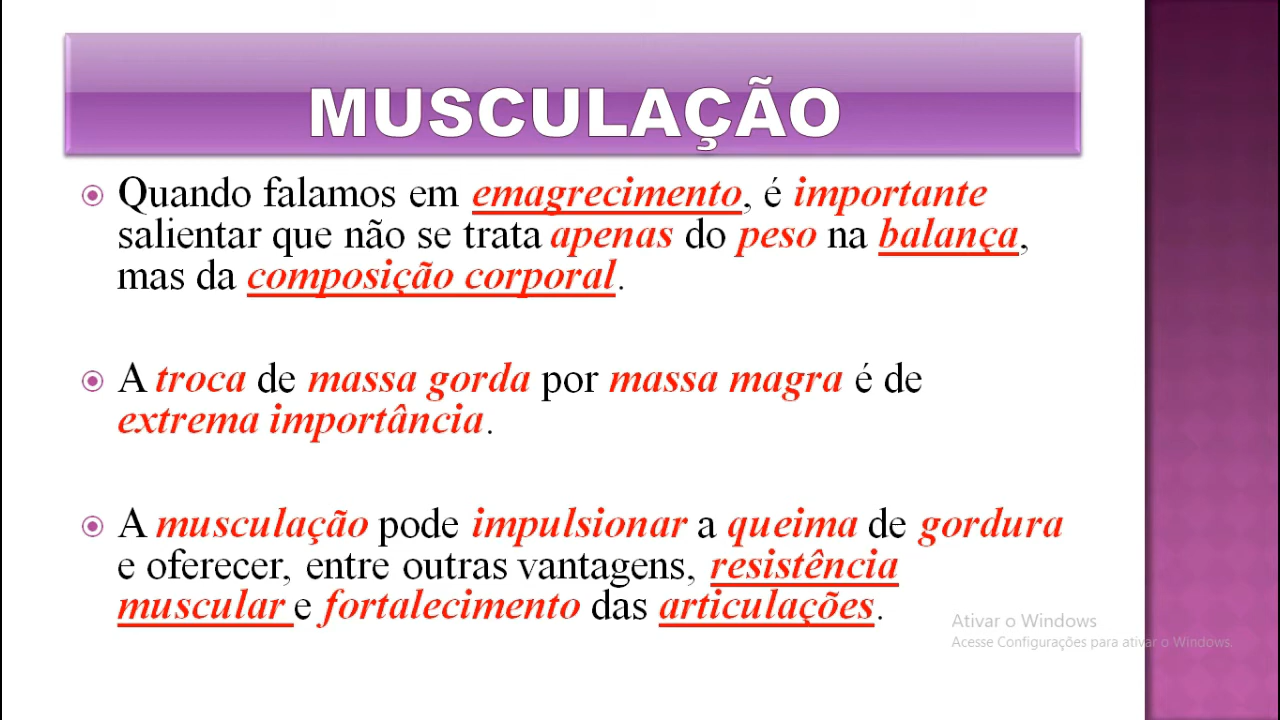 MUSCULAÇÃO
Quando falamos em emagrecimento, é importante
salientar que não se trata apenas do peso na balança,
mas da composição corporal.
A troca de massa gorda por massa magra é de
extrema importância.
A musculação pode impulsionar a queima de gordura
e oferecer, entre outras vantagens, resistência
muscular e fortalecimento das articulações.
Ativar o Windows
Acesse Configurações para ativar o Windows.